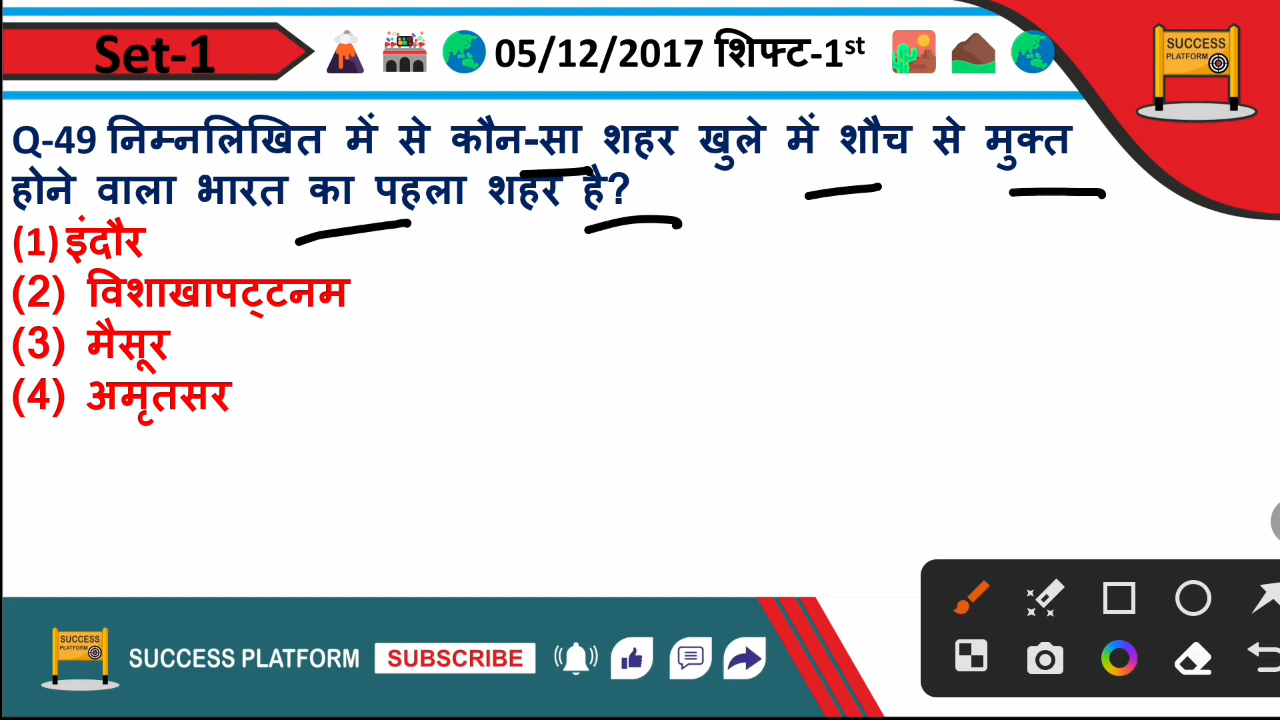 Set-1
05/12/2017 शिफ्ट-1st
SUCCESS
PLATFORM
Q-49 निम्नलिखित में से कौन-सा शहर खुले में शौच से मुक्त
होने वाला भारत का पहला शहर है?
(1) इंदौर
(2) विशाखापट्टनम
(3) मैसूर
(4) अमृतसर
SUCCESS
PLATFORM
SUCCESS PLATFORM
SUBSCRIBE